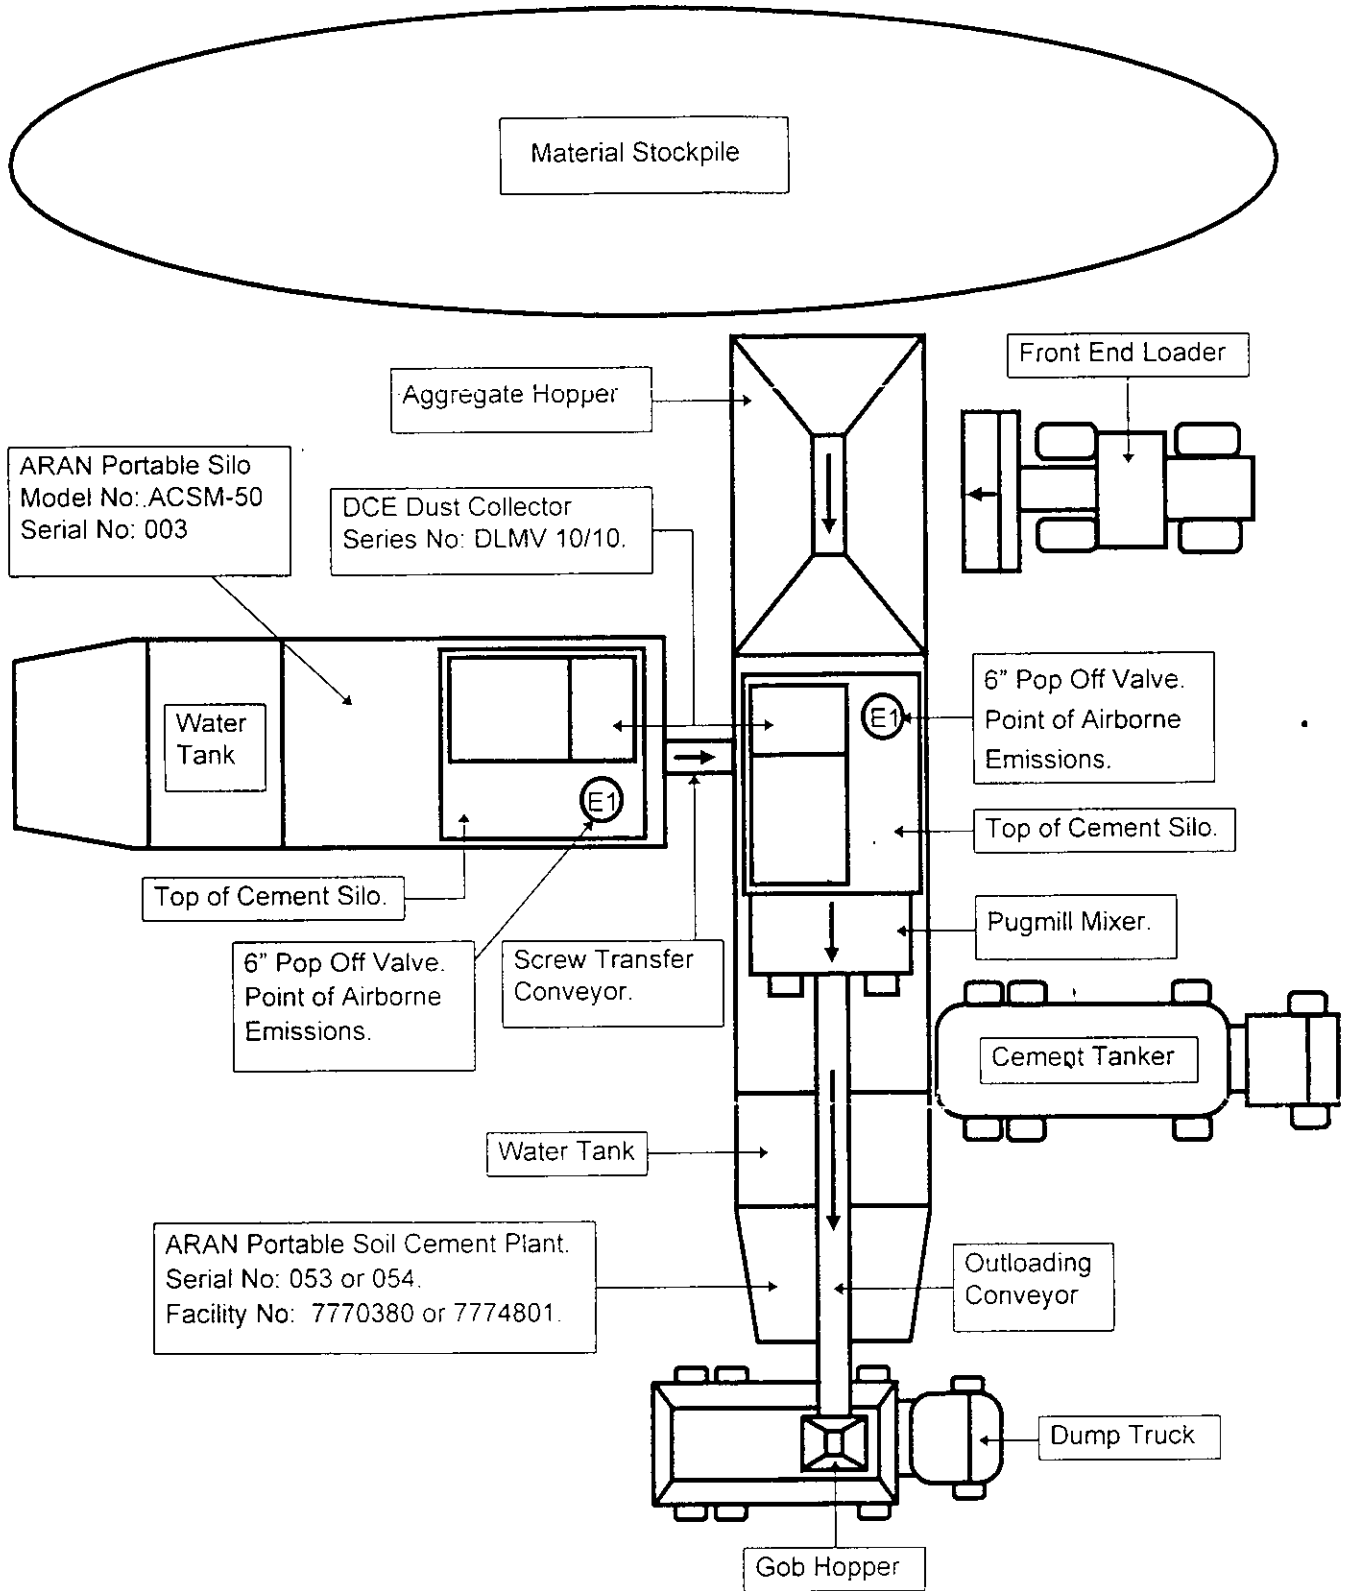 Material Stockpile
Front End Loader
Aggregate Hopper
ARAN Portable Silo
Model No: ACSM-50
Serial No: 003
DCE Dust Collector
Series No: DLMV 10/10.
Water
Tank
E1
E1
6" Pop Off Valve.
Point of Airborne
Emissions.
Top of Cement Silo.
Top of Cement Silo.
6" Pop Off Valve.
Point of Airborne
Emissions.
Screw Transfer
Conveyor.
Pugmill Mixer.
Cement Tanker
Water Tank
ARAN Portable Soil Cement Plant.
Serial No: 053 or 054.
Facility No: 7770380 or 7774801.
Outloading
Conveyor
Dump Truck
Gob Hopper